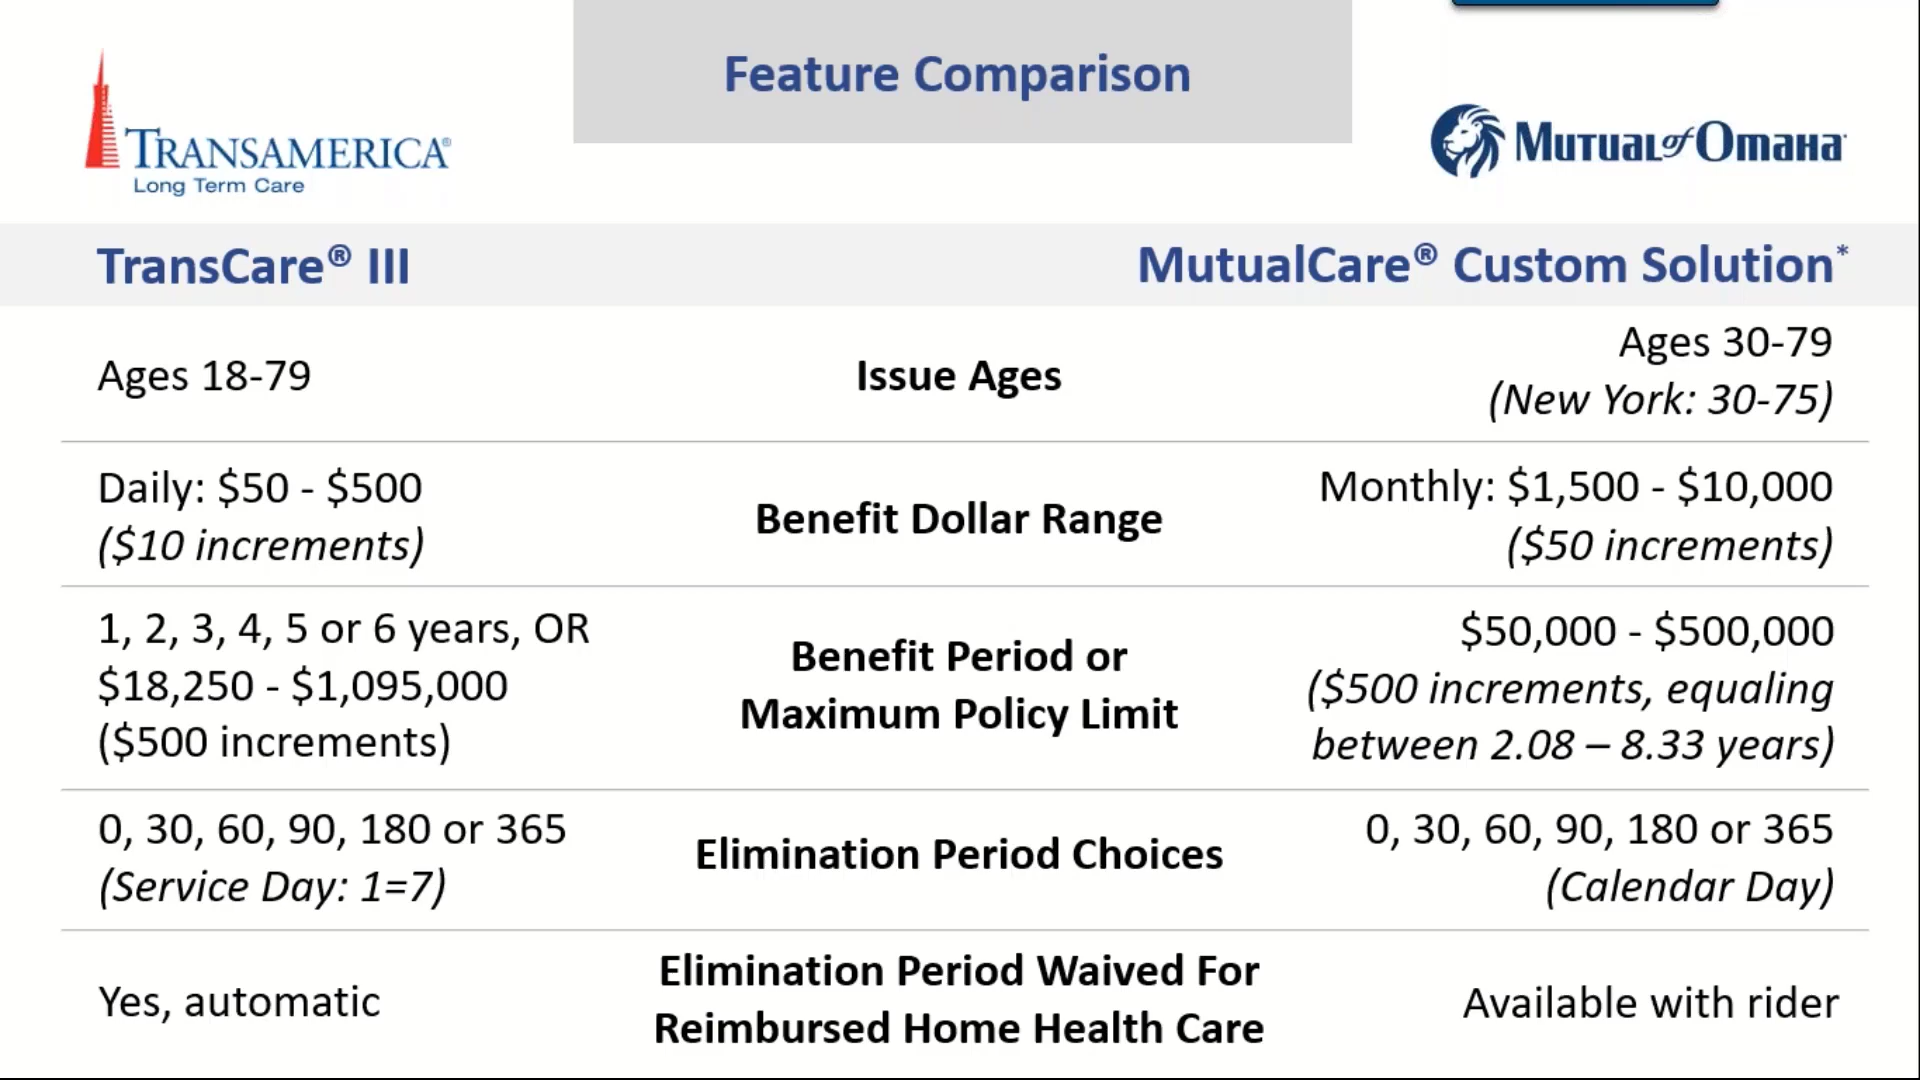 Feature Comparison
TRANSAMERICA®
Long Term Care
Mutual of Omaha
TransCare® III
MutualCare® Custom Solution*
Ages 18-79
Issue Ages
Ages 30-79
(New York: 30-75)
Daily: $50 - $500
($10 increments)
Benefit Dollar Range
Monthly: $1,500 - $10,000
($50 increments)
1, 2, 3, 4, 5 or 6 years, OR
$18,250 - $1,095,000
($500 increments)
Benefit Period or
Maximum Policy Limit
$50,000 - $500,000
($500 increments, equaling
between 2.08 – 8.33 years)
0, 30, 60, 90, 180 or 365
(Service Day: 1=7)
Elimination Period Choices
0, 30, 60, 90, 180 or 365
(Calendar Day)
Yes, automatic
Elimination Period Waived For
Reimbursed Home Health Care
Available with rider